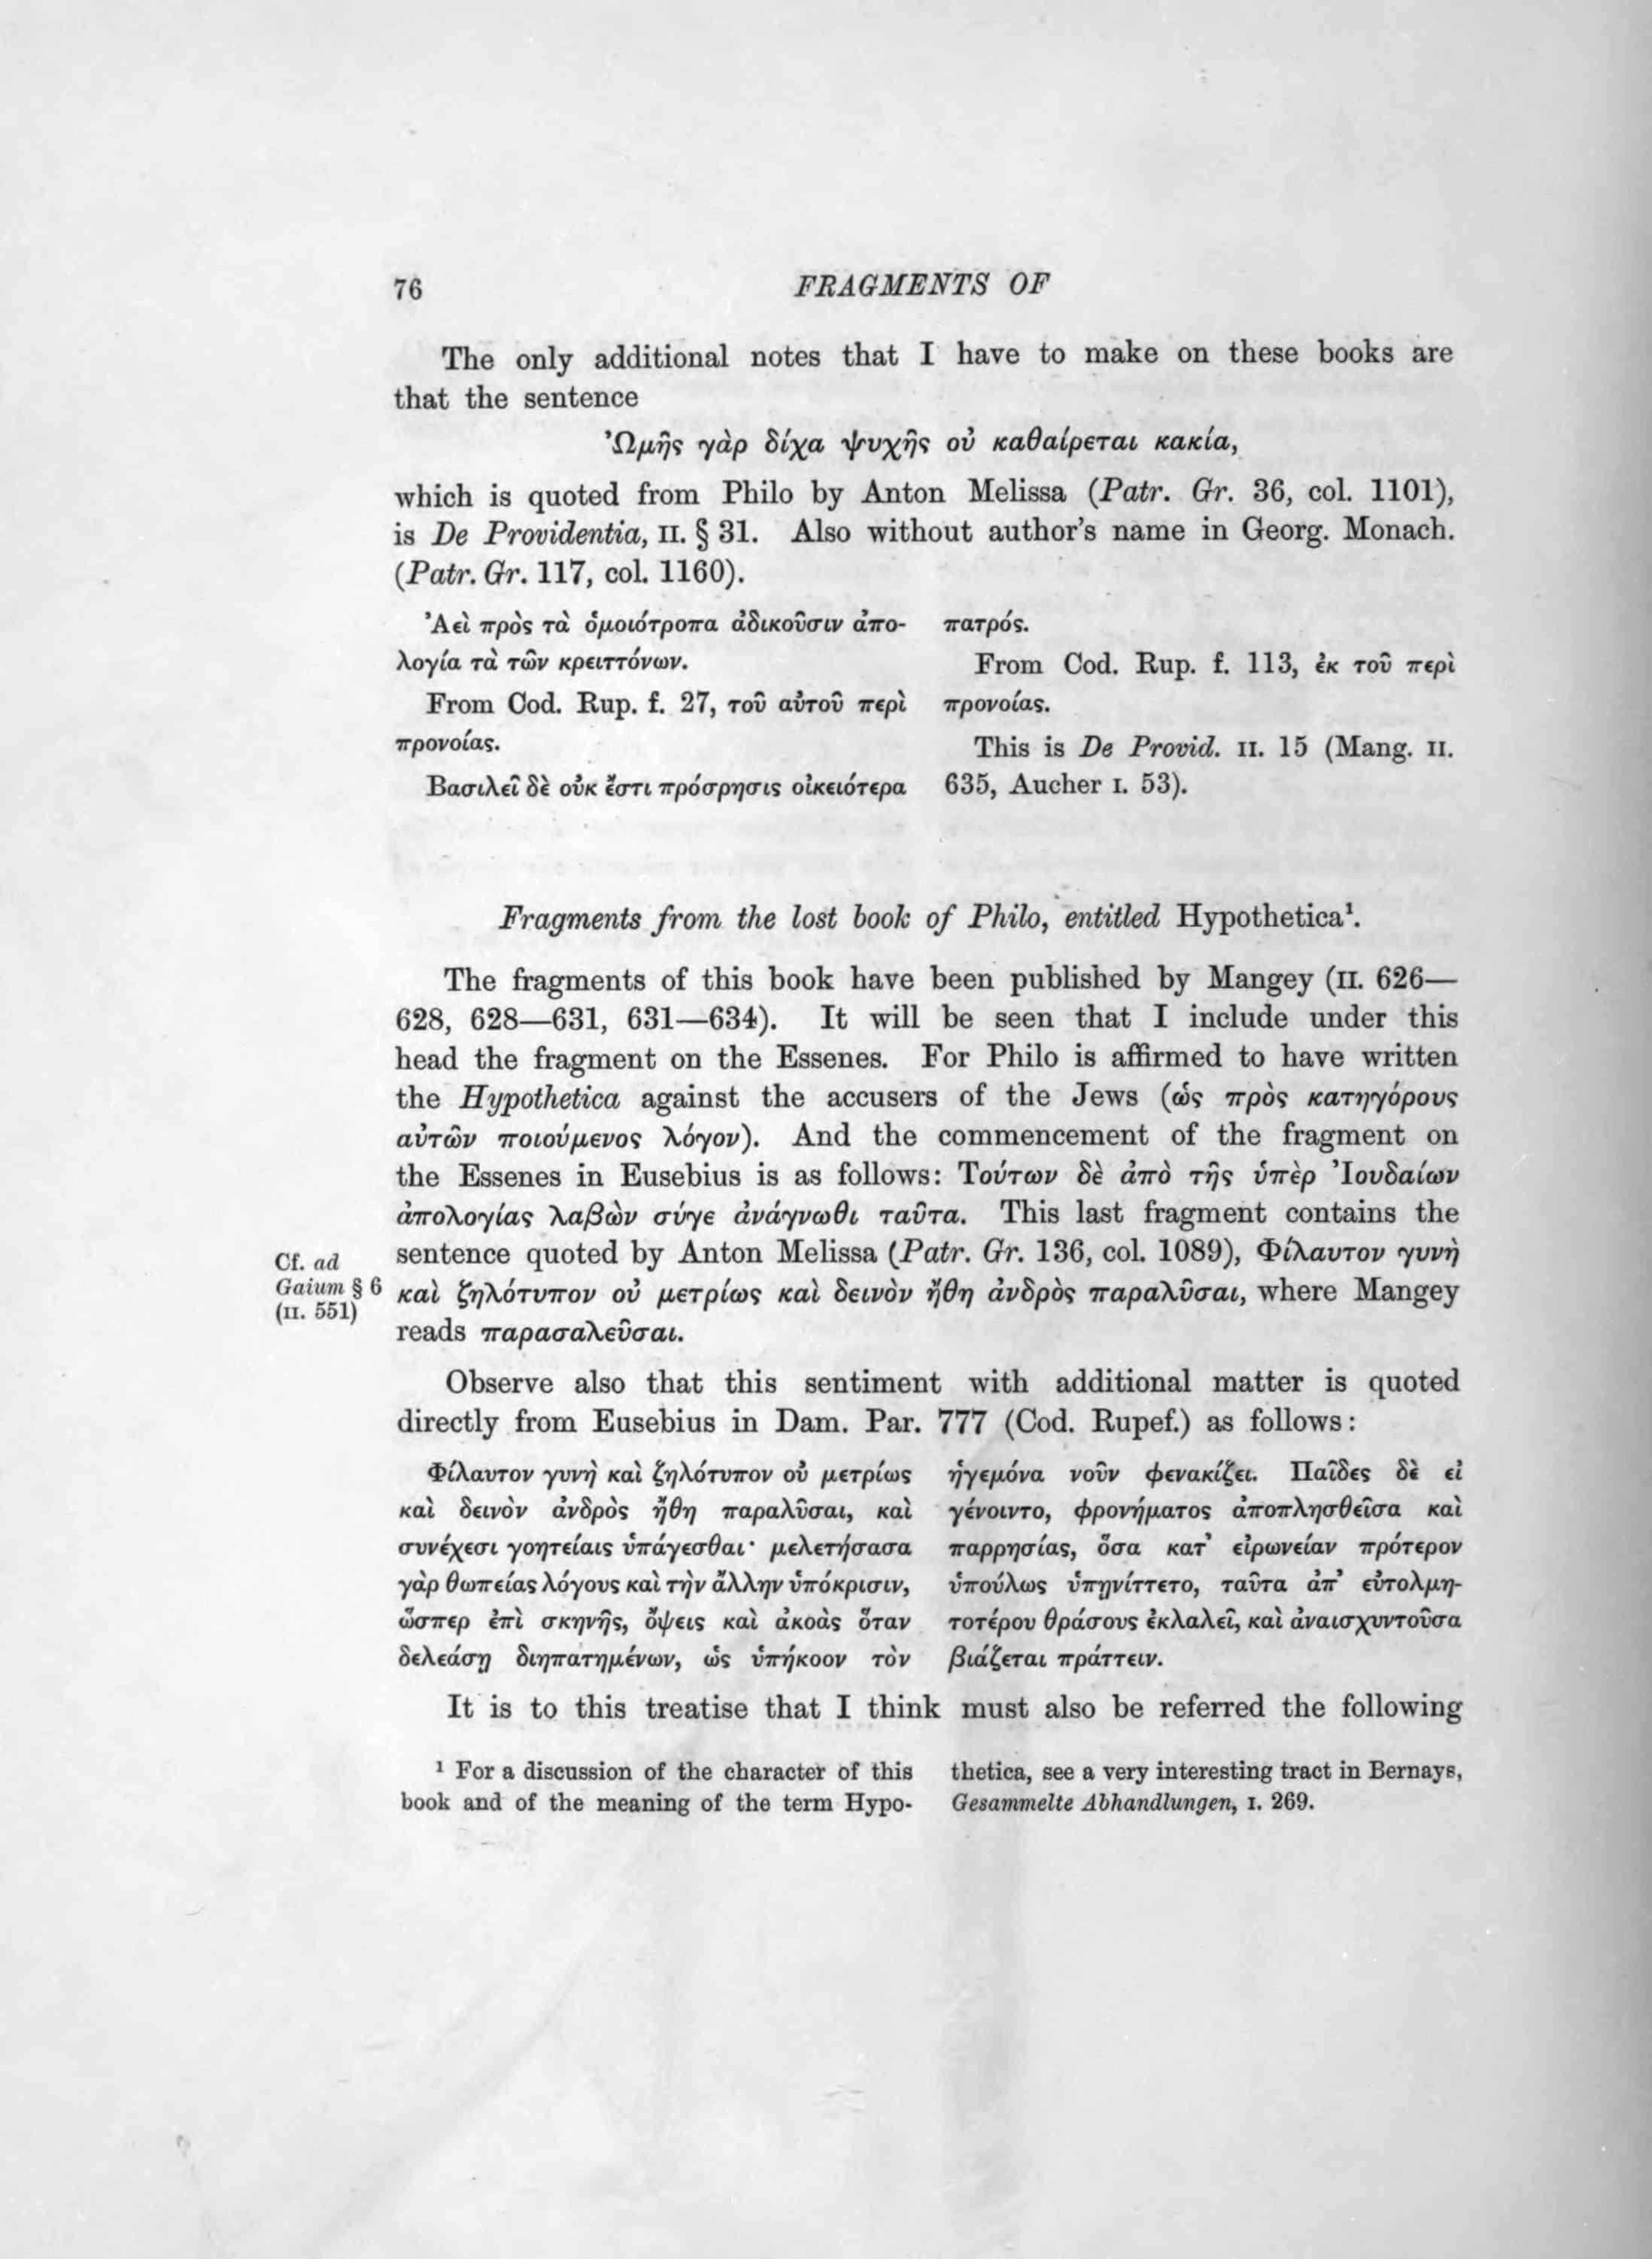 76
FRAGMENTS OF
The only additional notes that I have to make on these books are
that the sentence
Ὠμῆς γὰρ δίχα ψυχῆς οὐ καθαίρεται κακία,
which is quoted from Philo by Anton Melissa (Patr. Gr. 36, col. 1101),
is De Providentia, II. § 31. Also without author's name in Georg. Monach.
(Patr. Gr. 117, col. 1160).
Ἀεὶ πρὸς τὰ ὁμοιότροπα ἀδικοῦσιν ἀπο-
λογία τὰ τῶν κρειττόνων.
From Cod. Rup. f. 27, τοῦ αὐτοῦ περὶ
προνοίας.
Βασιλεῖ δὲ οὐκ ἔστι πρόσρησις οἰκειότερα
πατρός.
From Cod. Rup. f. 113, ἐκ τοῦ περὶ
προνοίας.
This is De Provid. II. 15 (Mang. II.
635, Aucher I. 53).
Fragments from the lost book of Philo, entitled Hypothetica¹.
The fragments of this book have been published by Mangey (II. 626—
628, 628—631, 631—634). It will be seen that I include under this
head the fragment on the Essenes. For Philo is affirmed to have written
the Hypothetica against the accusers of the Jews (ὡς πρὸς κατηγόρους
αὐτῶν ποιούμενος λόγον). And the commencement of the fragment on
the Essenes in Eusebius is as follows: Τούτων δὲ ἀπὸ τῆς ὑπὲρ Ἰουδαίων
ἀπολογίας λαβὼν σύγε ἀνάγνωθι ταῦτα. This last fragment contains the
sentence quoted by Anton Melissa (Patr. Gr. 136, col. 1089), Φίλαυτον γυνὴ
καὶ ζηλότυπον οὐ μετρίως καὶ δεινὸν ἤθη ἀνδρὸς παραλῦσαι, where Mangey
reads παρασαλεῦσαι.
Cf. ad
Gaium § 6
(II. 551)
Observe also that this sentiment with additional matter is quoted
directly from Eusebius in Dam. Par. 777 (Cod. Rupef.) as follows:
Φίλαυτον γυνὴ καὶ ζηλότυπον οὐ μετρίως
καὶ δεινὸν ἀνδρὸς ἤθη παραλῦσαι, καὶ
συνέχεσι γοητείαις ὑπάγεσθαι· μελετήσασα
γὰρ θωπείας λόγους καὶ τὴν ἄλλην ὑπόκρισιν,
ὥσπερ ἐπὶ σκηνῆς, ὄψεις καὶ ἀκοὰς ὅταν
δελεάσῃ διηπατημένων, ὡς ὑπήκοον τὸν
ἡγεμόνα νοῦν φενακίζει. Παῖδες δὲ εἰ
γένοιντο, φρονήματος ἀποπλησθεῖσα καὶ
παρρησίας, ὅσα κατ' εἰρωνείαν πρότερον
ὑπούλως ὑπῃνίττετο, ταῦτα ἀπ' εὐτολμη-
τοτέρου θράσους ἐκλαλεῖ, καὶ ἀναισχυντοῦσα
βιάζεται πράττειν.
It is to this treatise that I think must also be referred the following
¹ For a discussion of the character of this
book and of the meaning of the term Hypo-
thetica, see a very interesting tract in Bernays,
Gesammelte Abhandlungen, I. 269.